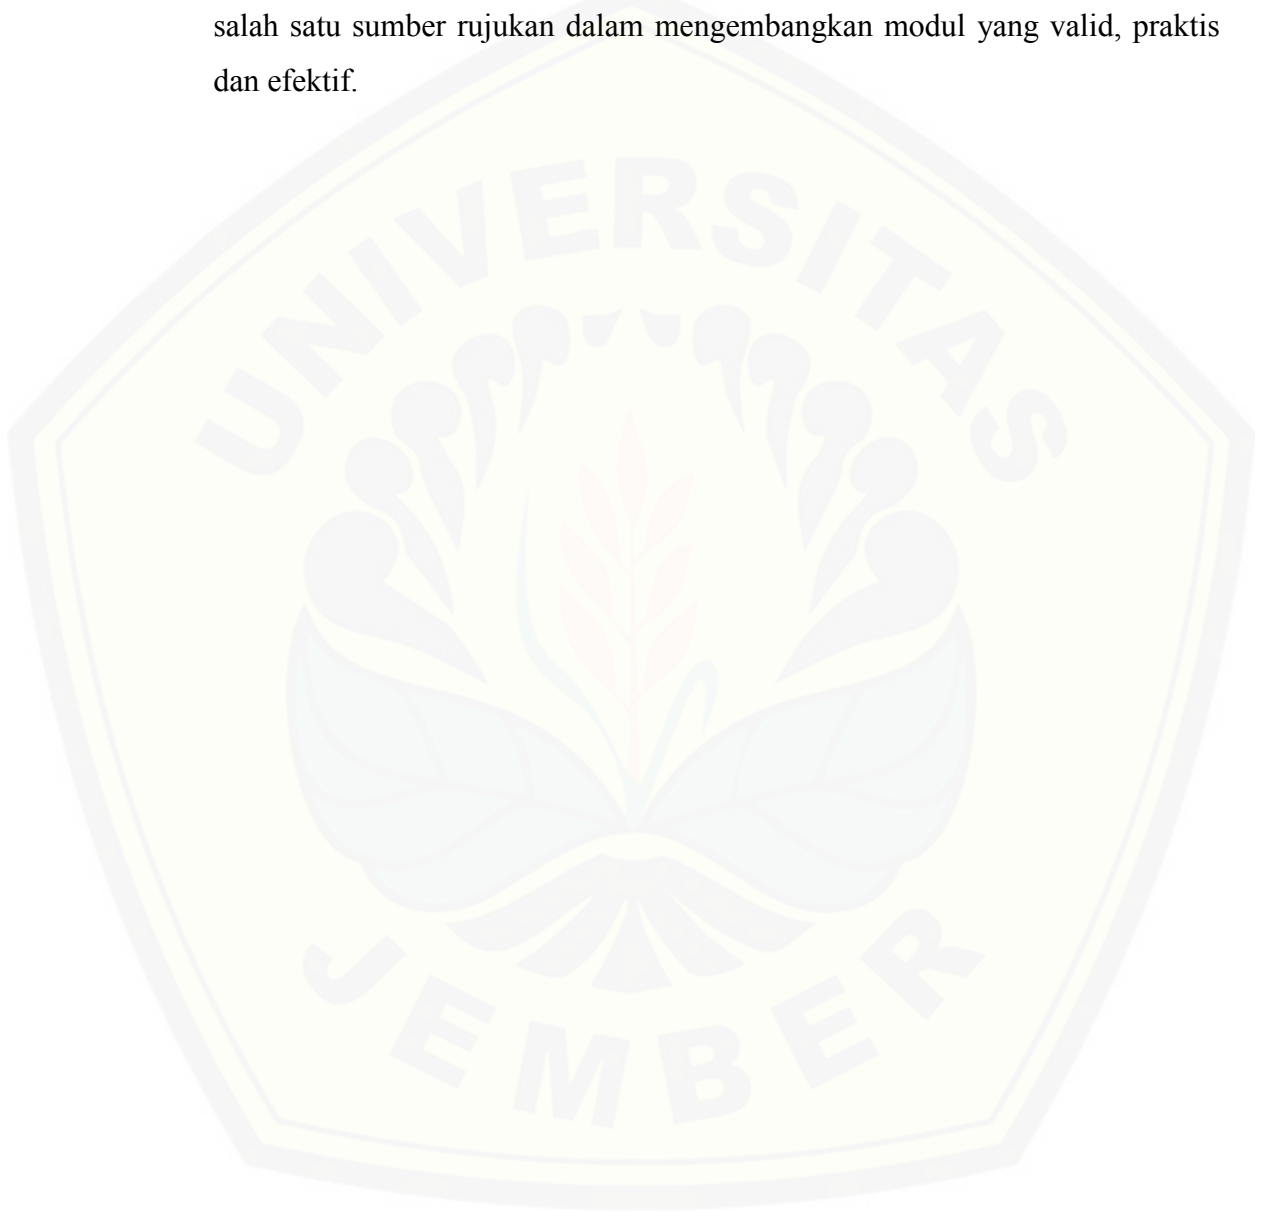 salah satu sumber rujukan dalam mengembangkan modul yang valid, praktis
dan efektif.
UNIVERSITAS
JEMBER